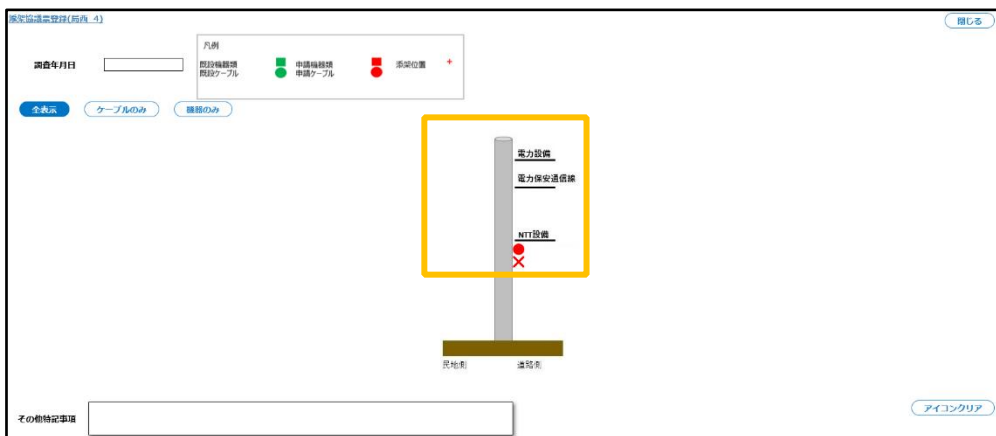 添架協議票登録(局西_4)
閉じる
凡例
調査年月日
既設機器類
申請機器類
添架位置
既設ケーブル
申請ケーブル
全表示
ケーブルのみ
機器のみ
電力設備
電力保安通信線
NTT設備
民地側
道路側
その他特記事項
アイコンクリア